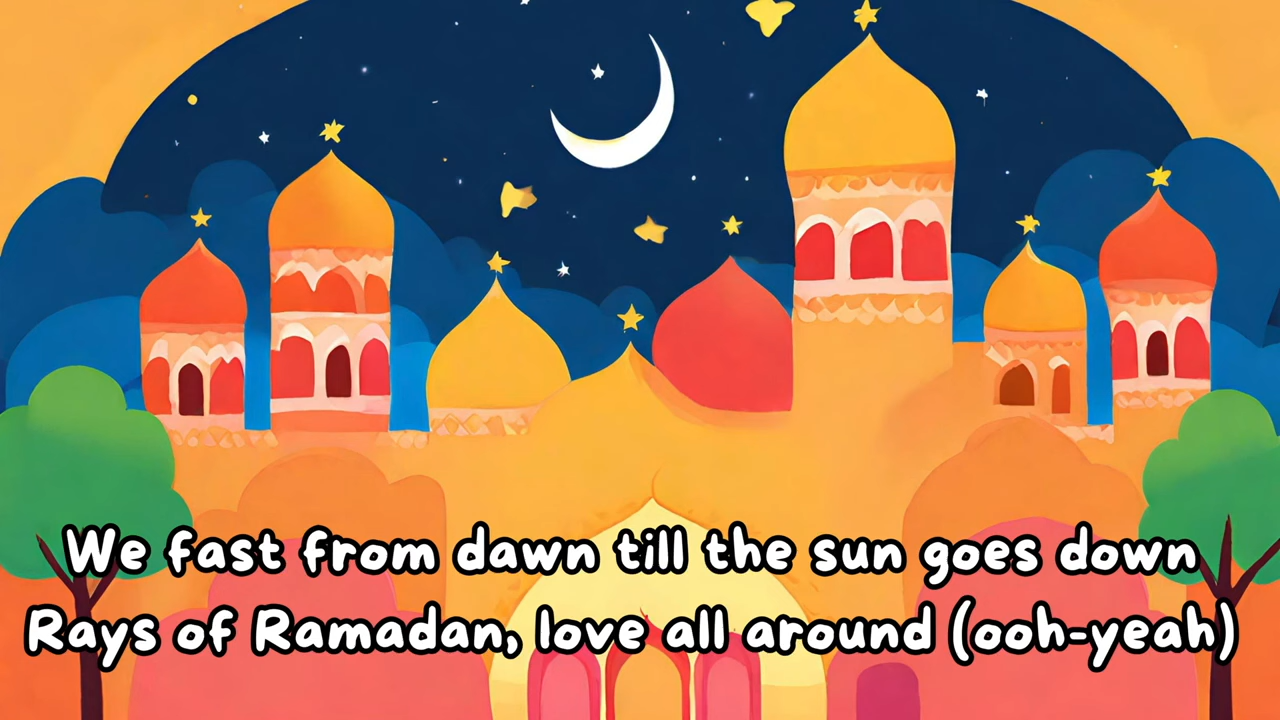 We fast from dawn till the sun goes down
Rays of Ramadan, love all around (ooh-yeah)